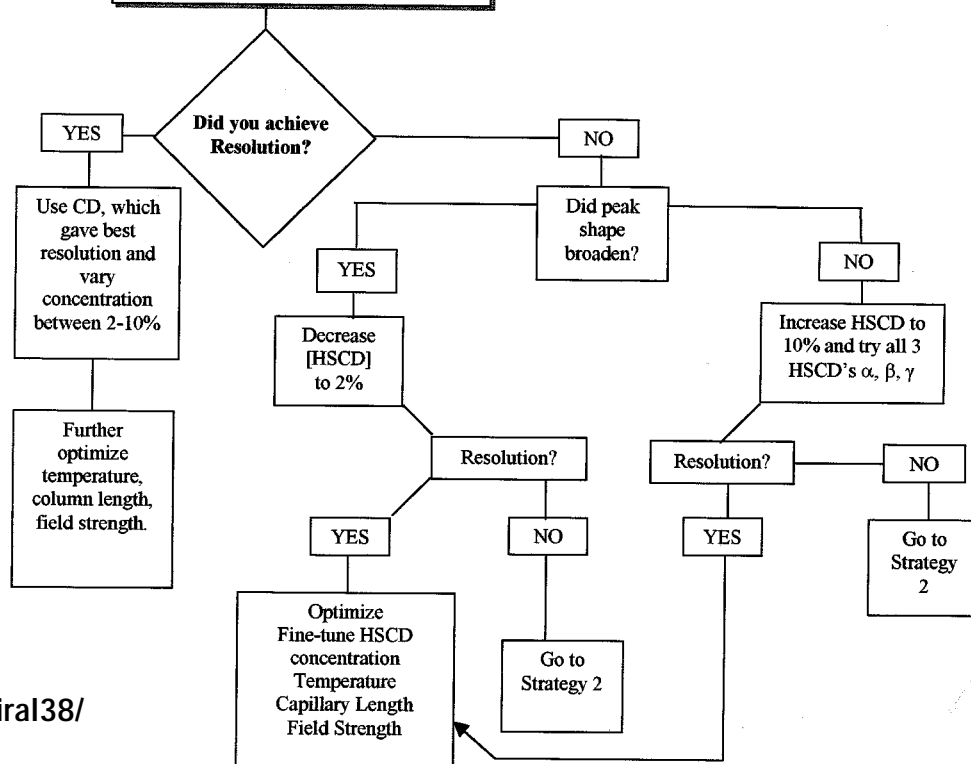 Did you achieve
Resolution?
YES
NO
Use CD, which
gave best
resolution and
vary
concentration
between 2-10%
Did peak
shape
broaden?
YES
NO
Further
optimize
temperature,
column length,
field strength.
Decrease
[HSCD]
to 2%
Increase HSCD to
10% and try all 3
HSCD's α, β, γ
Resolution?
Resolution?
NO
YES
NO
YES
Go to
Strategy
2
Optimize
Fine-tune HSCD
concentration
Temperature
Capillary Length
Field Strength
Go to
Strategy 2
iral38/